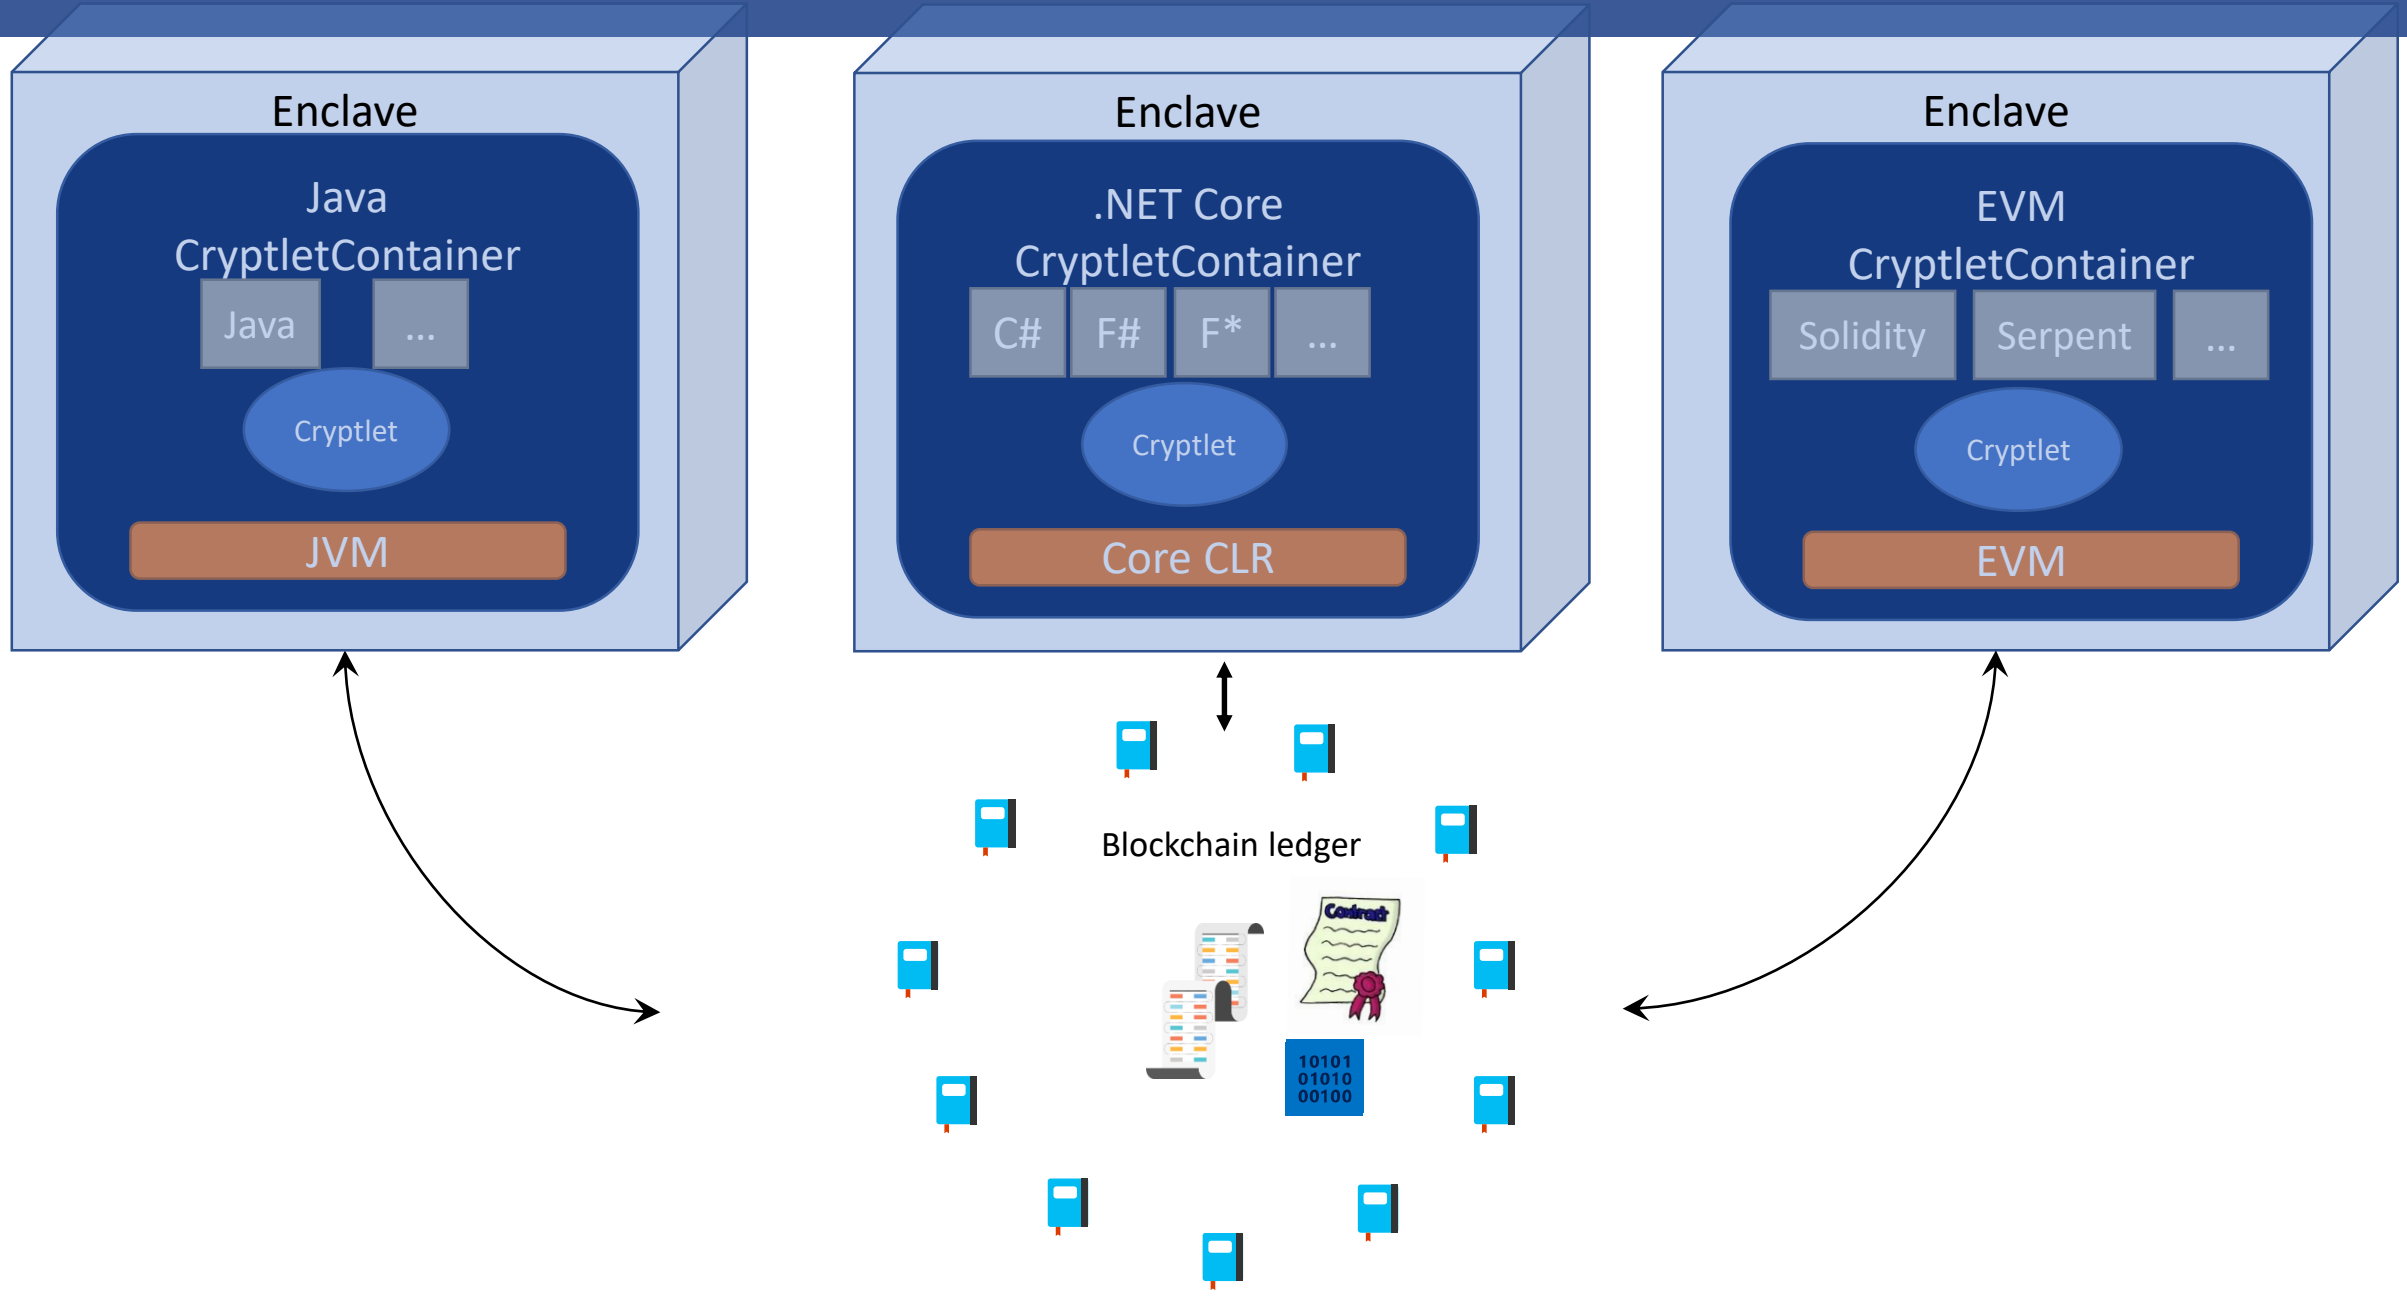 Enclave
Java
CryptletContainer
Java
...
Cryptlet
JVM
Enclave
.NET Core
CryptletContainer
C#
F#
F*
...
Cryptlet
Core CLR
Enclave
EVM
CryptletContainer
Solidity
Serpent
...
Cryptlet
EVM
Blockchain ledger
Contract
10101
01010
00100